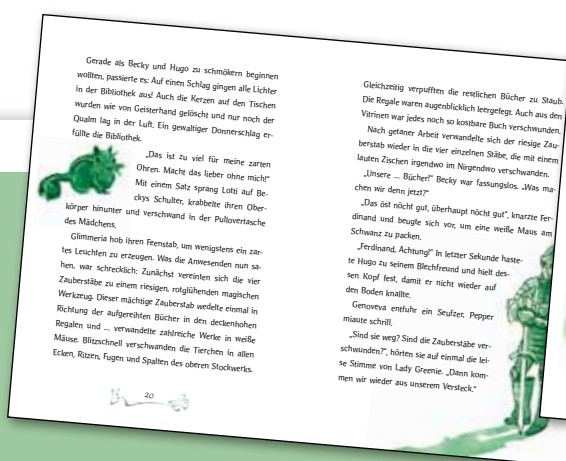 Gerade als Becky und Hugo zu schmökern beginnen
wollten, passierte es: Auf einen Schlag gingen alle Lichter
in der Bibliothek aus! Auch die Kerzen auf den Tischen
wurden wie von Geisterhand gelöscht und nur noch der
Qualm lag in der Luft. Ein gewaltiger Donnerschlag er-
füllte die Bibliothek.
„Das ist zu viel für meine zarten
Ohren. Macht das lieber ohne mich!“
Mit einem Satz sprang Lotti auf Be-
ckys Schulter, krabbelte ihren Ober-
körper hinunter und verschwand in der Pullovertasche
des Mädchens.
Glimmeria hob ihren Feenstab, um wenigstens ein zar-
tes Leuchten zu erzeugen. Was die Anwesenden nun sa-
hen, war schrecklich: Zunächst vereinten sich die vier
Zauberstäbe zu einem riesigen, rotglühenden magischen
Werkzeug. Dieser mächtige Zauberstab wedelte einmal in
Richtung der aufgereihten Bücher in den deckenhohen
Regalen und ... verwandelte zahlreiche Werke in weiße
Mäuse. Blitzschnell verschwanden die Tierchen in allen
Ecken, Ritzen, Fugen und Spalten des oberen Stockwerks.
20
Gleichzeitig verpufften die restlichen Bücher zu Staub.
Die Regale waren augenblicklich leergefegt. Auch aus den
Vitrinen war jedes noch so kostbare Buch verschwunden.
Nach getaner Arbeit verwandelte sich der riesige Zau-
berstab wieder in die vier einzelnen Stäbe, die mit einem
lauten Zischen irgendwo im Nirgendwo verschwanden.
„Unsere ... Bücher!“ Becky war fassungslos. „Was ma-
chen wir denn jetzt?“
„Das öst nöcht gut, überhaupt nöcht gut“, knarzte Fer-
dinand und beugte sich vor, um eine weiße Maus am
Schwanz zu packen.
„Ferdinand, Achtung!“ In letzter Sekunde haste-
te Hugo zu seinem Blechfreund und hielt des-
sen Kopf fest, damit er nicht wieder auf
den Boden knallte.
Genoveva entfuhr ein Seufzer, Pepper
miaute schrill.
„Sind sie weg? Sind die Zauberstäbe ver-
schwunden?“, hörten sie auf einmal die lei-
se Stimme von Lady Greenie. „Dann kom-
men wir wieder aus unserem Versteck.“